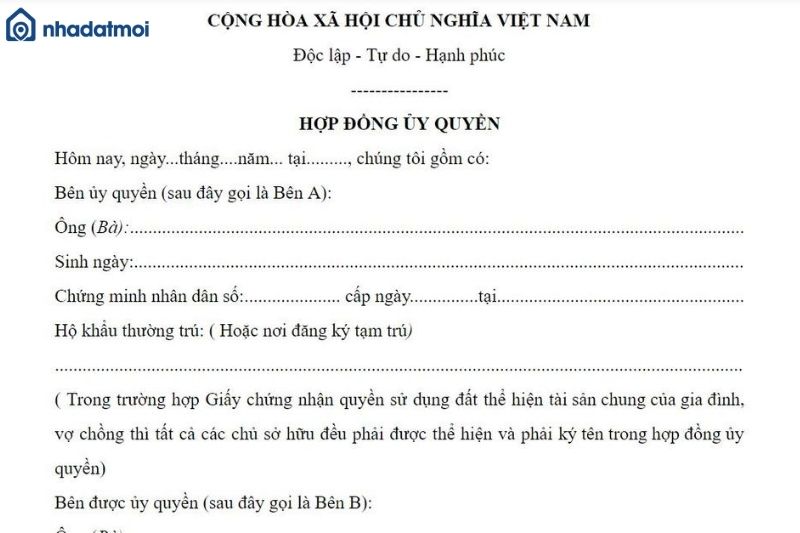 nhadatmoi
CỘNG HÒA XÃ HỘI CHỦ NGHĨA VIỆT NAM
Độc lập - Tự do - Hạnh phúc
----------------
HỢP ĐỒNG ỦY QUYỀN
Hôm nay, ngày...tháng....năm... tại........., chúng tôi gồm có:
Bên ủy quyền (sau đây gọi là Bên A):
Ông (Bà):..........................................................................................................................................
Sinh ngày:.........................................................................................................................................
Chứng minh nhân dân số:..................... cấp ngày...............tại......................................................
Hộ khẩu thường trú: ( Hoặc nơi đăng ký tạm trú)
..........................................................................................................................................................
( Trong trường hợp Giấy chứng nhận quyền sử dụng đất thể hiện tài sản chung của gia đình,
vợ chồng thì tất cả các chủ sở hữu đều phải được thể hiện và phải ký tên trong hợp đồng ủy
quyền)
Bên được ủy quyền (sau đây gọi là Bên B):